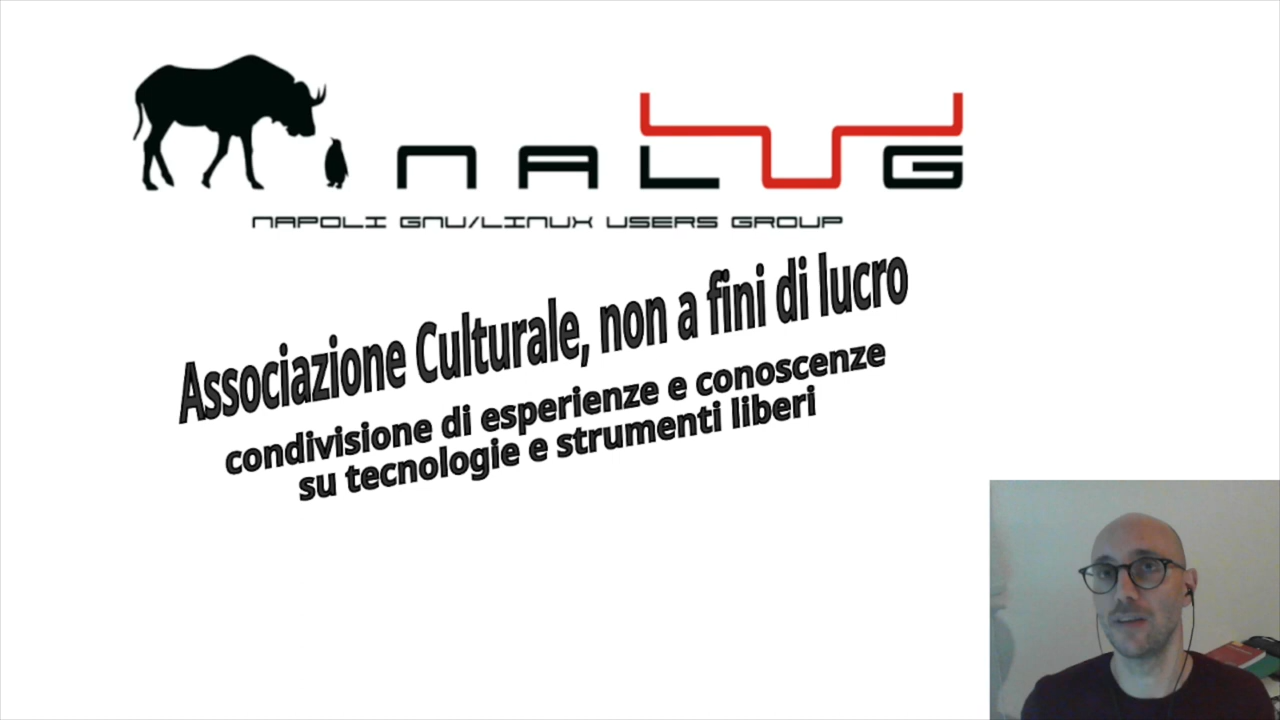 NALUG
NAPOLI GNU/LINUX USERS GROUP
Associazione Culturale, non a fini di lucro
condivisione di esperienze e conoscenze
su tecnologie e strumenti liberi